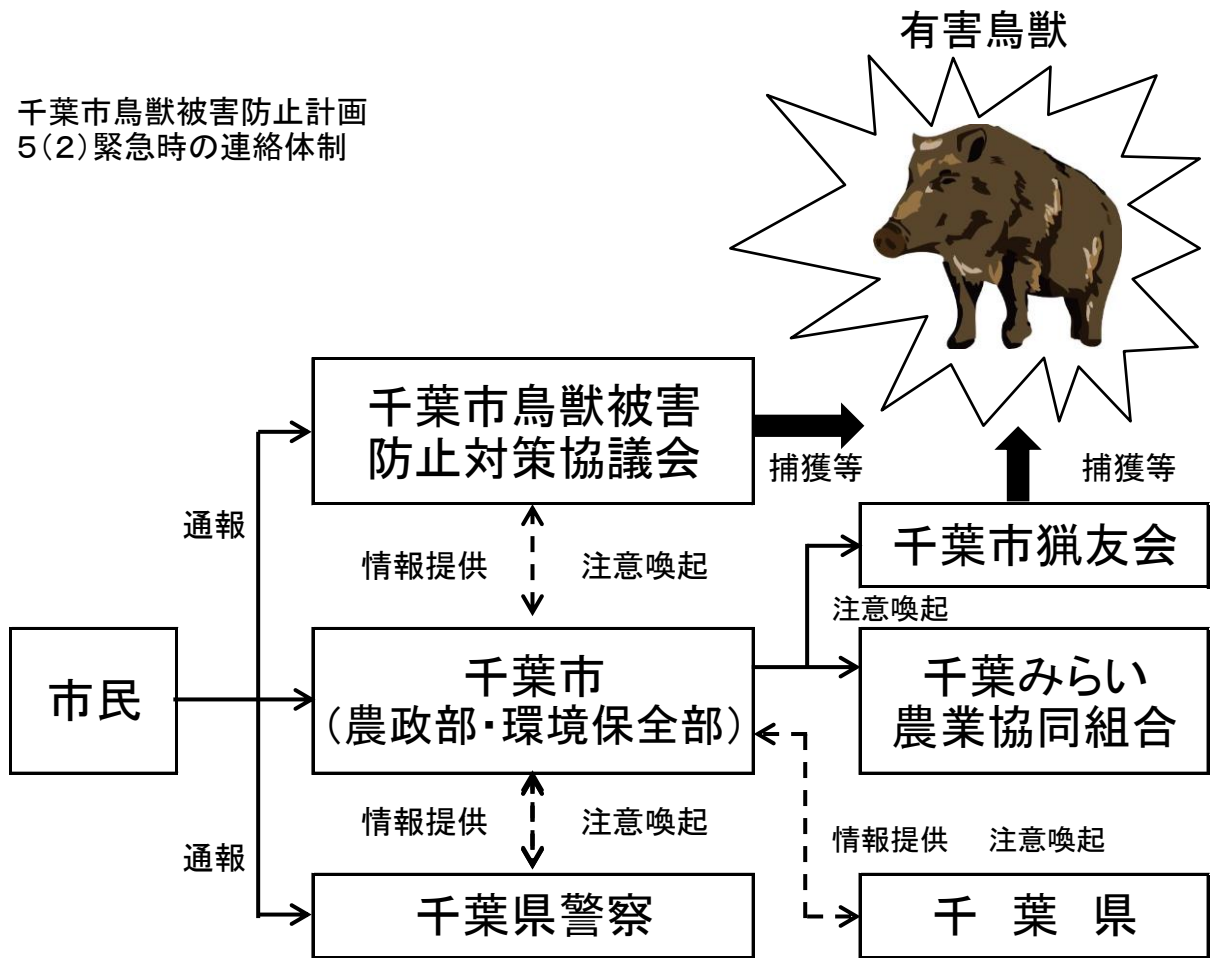 有害鳥獣
千葉市鳥獣被害防止計画
5(2)緊急時の連絡体制
千葉市鳥獣被害
防止対策協議会
捕獲等
捕獲等
通報
情報提供 注意喚起
千葉市猟友会
注意喚起
市民
千葉市
(農政部・環境保全部)
千葉みらい
農業協同組合
情報提供 注意喚起
情報提供 注意喚起
通報
千葉県警察
千 葉 県